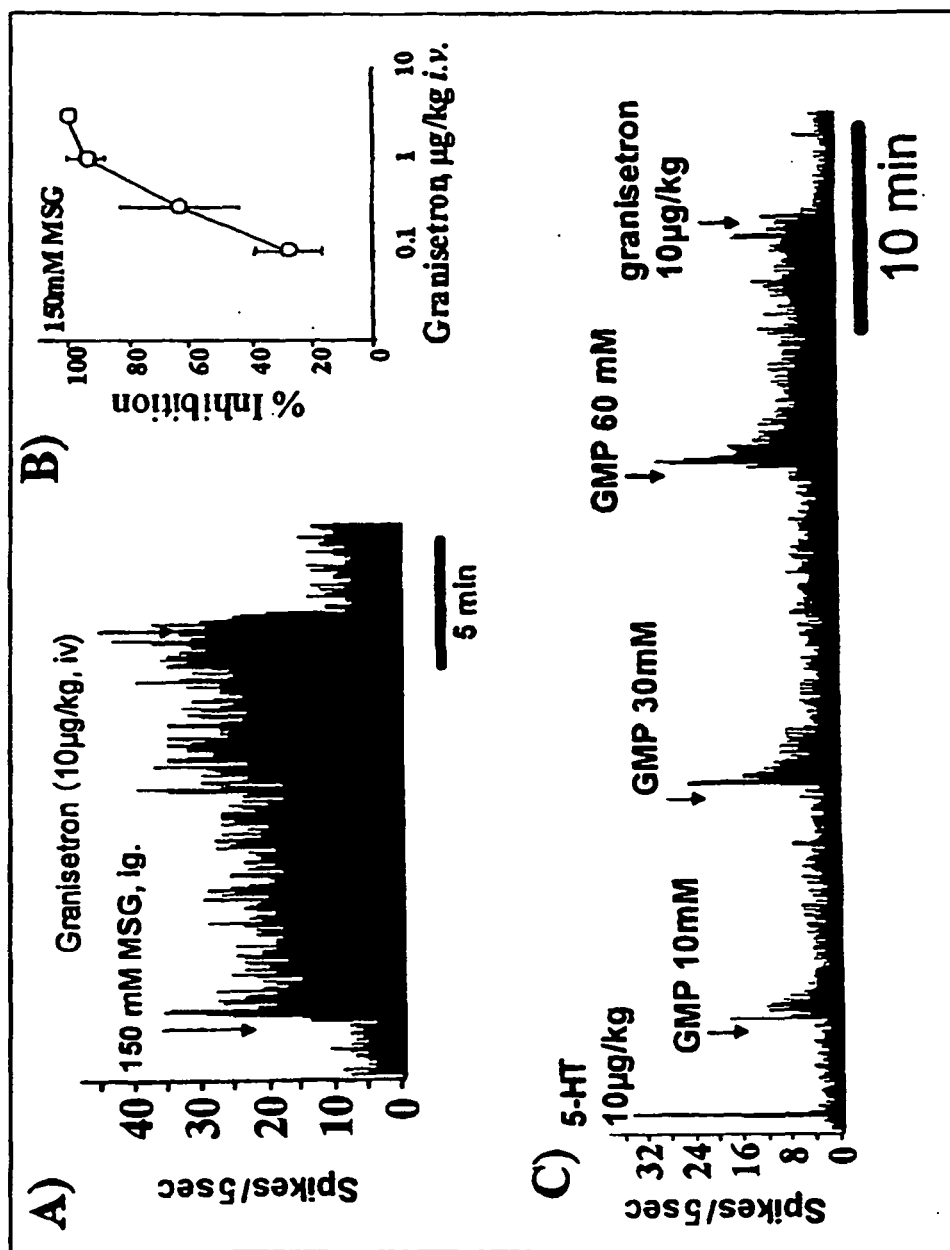 A)
Granisetron (10µg/kg, iv)
150 mM MSG, ig.
Spikes/5sec
40
30
20
10
0
5 min
B)
150mM MSG
% Inhibition
100
80
60
40
20
0
0.1
1
10
Granisetron, µg/kg i.v.
C)
5-HT
10µg/kg
GMP 10mM
GMP 30mM
GMP 60 mM
granisetron
10µg/kg
Spikes/5sec
32
24
16
8
0
10 min